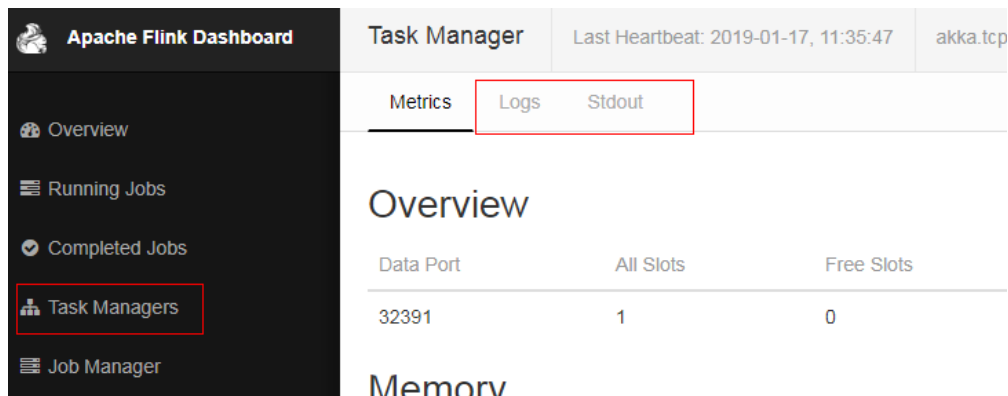 Apache Flink Dashboard
Task Manager
Last Heartbeat: 2019-01-17, 11:35:47
akka.tcp
Metrics
Logs
Stdout
Overview
Running Jobs
Completed Jobs
Task Managers
Job Manager
Overview
Data Port
All Slots
Free Slots
32391
1
0
Memory